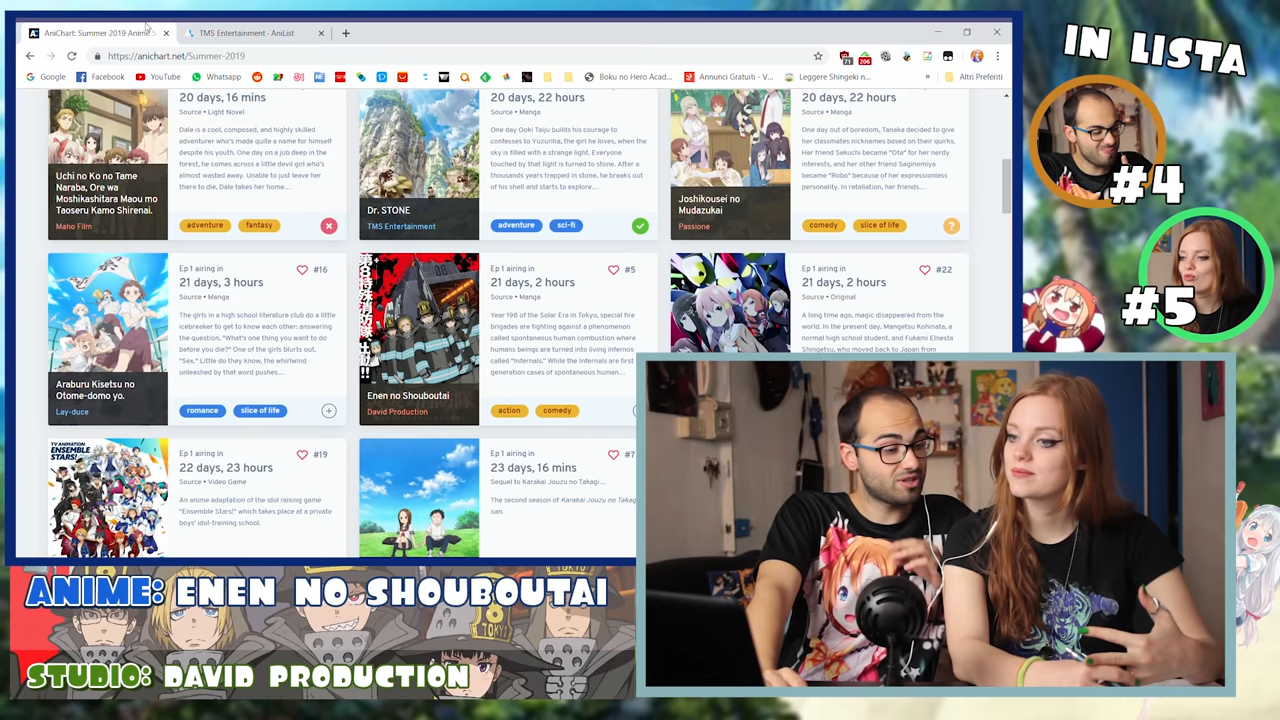 AniChart: Summer 2019 Anime S
TMS Entertainment · AniList
https://anichart.net/Summer-2019
Google
Facebook
YouTube
Whatsapp
Boku no Hero Acad...
Annunci Gratuiti - V...
Leggere Shingeki n...
»
Altri Preferiti
71
206
IN LISTA
#4
#5
Uchi no Ko no Tame
Naraba, Ore wa
Moshikashitara Maou mo
Taoseru Kamo Shirenai.
Maho Film
20 days, 16 mins
Source • Light Novel
Dale is a cool, composed, and highly skilled
adventurer who's made quite a name for himself
despite his youth. One day on a job deep in the
forest, he comes across a little devil girl who's
almost wasted away. Unable to just leave her
there to die, Dale takes her home...
adventure
fantasy
Dr. STONE
TMS Entertainment
20 days, 22 hours
Source • Manga
One day Ooki Taiju builds his courage to
confesses to Yuzuriha, the girl he loves, when the
sky is filled with a strange light. Everyone
touched by that light is turned to stone. After a
thousands years trapped in stone, he breaks out
of his shell and starts to explore...
adventure
sci-fi
Joshikousei no
Mudazukai
Passione
20 days, 22 hours
Source • Manga
One day out of boredom, Tanaka decided to give
her classmates nicknames based on their quirks.
Her friend Sakuchi became "Ota" for her nerdy
interests, and her other friend Saginomiya
became "Robo" because of her expressionless
personality. In retaliation, her friends...
comedy
slice of life
?
Araburu Kisetsu no
Otome-domo yo.
Lay-duce
Ep 1 airing in
#16
21 days, 3 hours
Source • Manga
The girls in a high school literature club do a little
icebreaker to get to know each other: answering
the question, "What's one thing you want to do
before you die?" One of the girls blurts out,
"Sex." Little do they know, the whirlwind
unleashed by that word pushes...
romance
slice of life
Enen no Shouboutai
David Production
Ep 1 airing in
#5
21 days, 2 hours
Source • Manga
Year 198 of the Solar Era in Tokyo, special fire
brigades are fighting against a phenomenon
called spontaneous human combustion where
humans beings are turned into living infernos
called "Infernals." While the Infernals are first
generation cases of spontaneous human...
action
comedy
Ep 1 airing in
#22
21 days, 2 hours
Source • Original
A long time ago, magic disappeared from the
world. In the present day, Mangetsu Kohinata, a
normal high school student, and Fukumi Elnesta
Shingetsu, who moved back to Japan from
TV ANIMATION
ENSEMBLE
STARS!
Ep 1 airing in
#19
22 days, 23 hours
Source • Video Game
An anime adaptation of the idol raising game
"Ensemble Stars!" which takes place at a private
boys' idol-training school.
Ep 1 airing in
#7
23 days, 16 mins
Sequel to Karakai Jouzu no Takagi...
The second season of Karakai Jouzu no Takag
san.
ANIME: ENEN NO SHOUBOUTAI
STUDIO: DAVID PRODUCTION